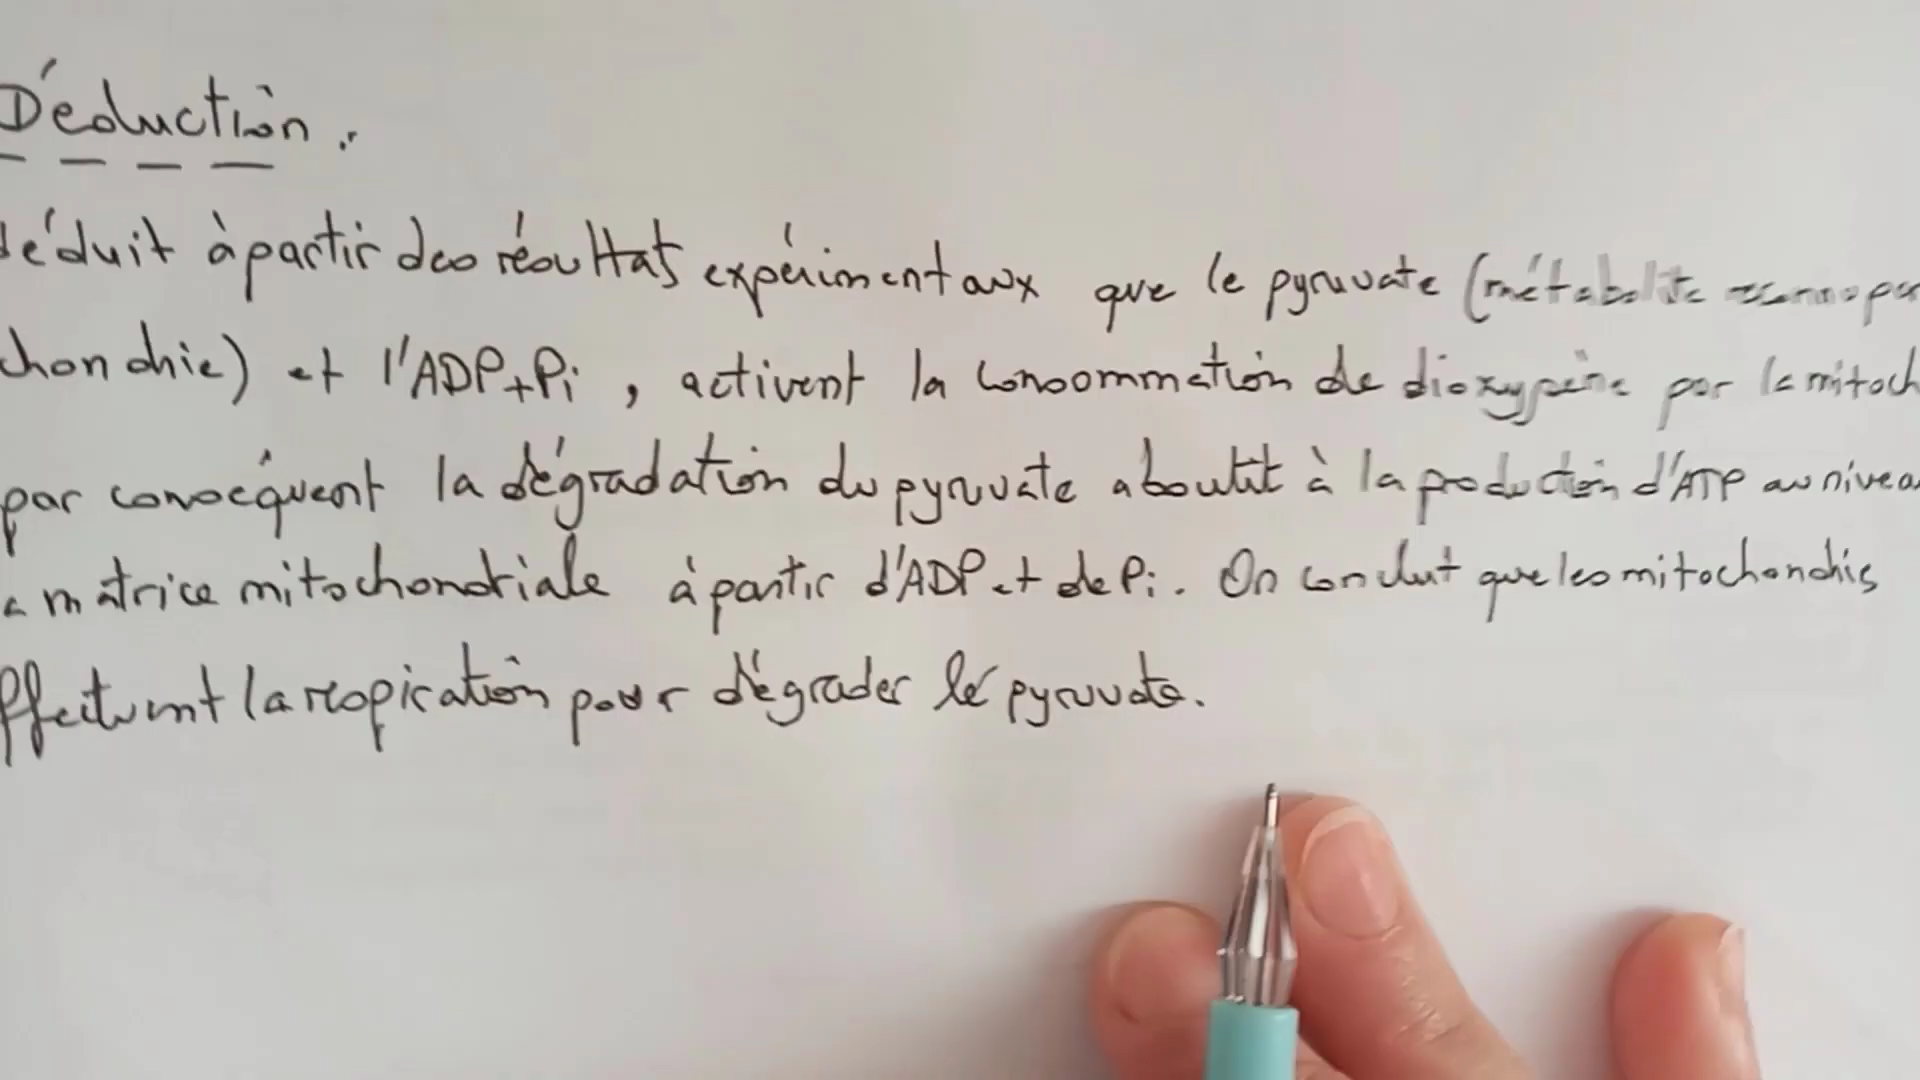 Déduction :
déduit à partir des résultats expérimentaux que le pyruvate (métabolite par
chondrie) et l'ADP+Pi, activent la consommation de dioxygène par la mitoch
par conséquent la dégradation du pyruvate aboutit à la production d'ATP au niveau
a matrice mitochondriale à partir d'ADP et de Pi. On conclut que les mitochondries
ffectuent la respiration pour dégrader le pyruvate.